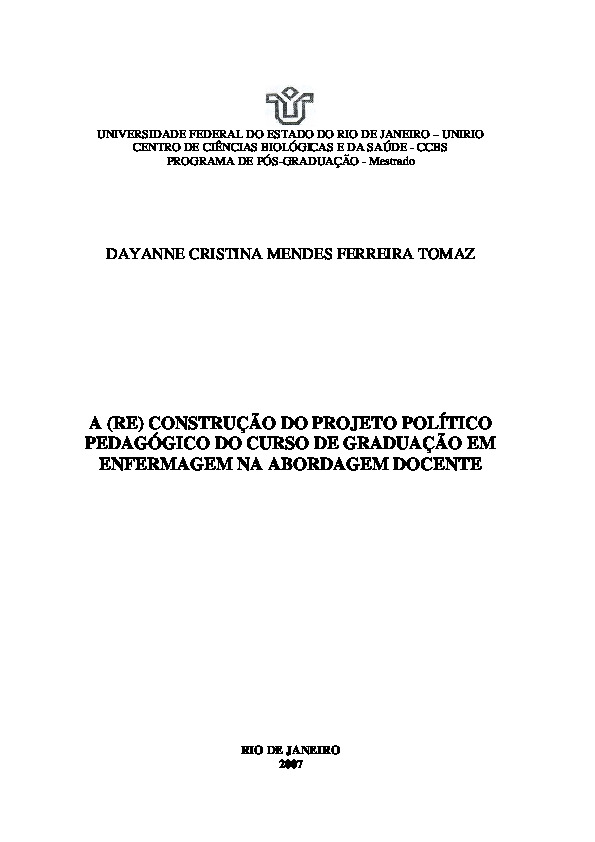 UNIVERSIDADE FEDERAL DO ESTADO DO RIO DE JANEIRO – UNIRIO
CENTRO DE CIÊNCIAS BIOLÓGICAS E DA SAÚDE - CCBS
PROGRAMA DE PÓS-GRADUAÇÃO - Mestrado
DAYANNE CRISTINA MENDES FERREIRA TOMAZ
A (RE) CONSTRUÇÃO DO PROJETO POLÍTICO
PEDAGÓGICO DO CURSO DE GRADUAÇÃO EM
ENFERMAGEM NA ABORDAGEM DOCENTE
RIO DE JANEIRO
2007